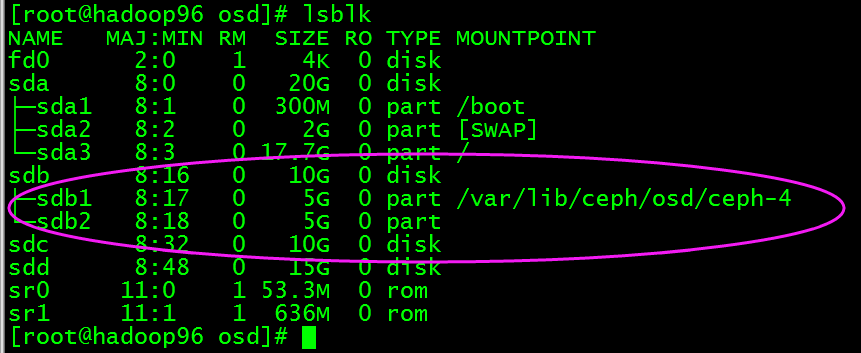 [root@hadoop96 osd]# lsblk
NAME   MAJ:MIN RM  SIZE RO TYPE MOUNTPOINT
fd0      2:0    1    4K  0 disk
sda      8:0    0   20G  0 disk
├─sda1   8:1    0  300M  0 part /boot
├─sda2   8:2    0    2G  0 part [SWAP]
└─sda3   8:3    0 17.7G  0 part /
sdb      8:16   0   10G  0 disk
├─sdb1   8:17   0    5G  0 part /var/lib/ceph/osd/ceph-4
└─sdb2   8:18   0    5G  0 part
sdc      8:32   0   10G  0 disk
sdd      8:48   0   15G  0 disk
sr0     11:0    1 53.3M  0 rom
sr1     11:1    1  636M  0 rom
[root@hadoop96 osd]#